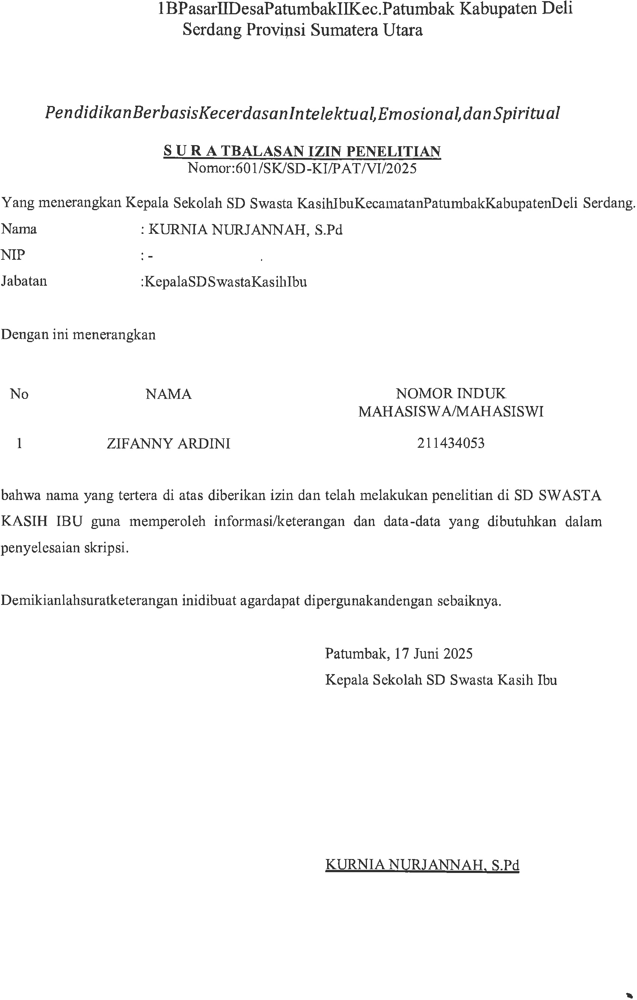 1BPasarIIDesaPatumbakIIKec.Patumbak Kabupaten Deli
Serdang Provinsi Sumatera Utara
PendidikanBerbasisKecerdasanIntelektual,Emosional,danSpiritual
S U R A TBALASAN IZIN PENELITIAN
Nomor:601/SK/SD-KI/PAT/VI/2025
Yang menerangkan Kepala Sekolah SD Swasta KasihIbuKecamatanPatumbakKabupatenDeli Serdang.
Nama : KURNIA NURJANNAH, S.Pd
NIP : -
Jabatan :KepalaSDSwastaKasihIbu
Dengan ini menerangkan
No NAMA NOMOR INDUK
MAHASISWA/MAHASISWI
1 ZIFANNY ARDINI 211434053
bahwa nama yang tertera di atas diberikan izin dan telah melakukan penelitian di SD SWASTA
KASIH IBU guna memperoleh informasi/keterangan dan data-data yang dibutuhkan dalam
penyelesaian skripsi.
Demikianlahsuratketerangan inidibuat agardapat dipergunakandengan sebaiknya.
Patumbak, 17 Juni 2025
Kepala Sekolah SD Swasta Kasih Ibu
KURNIA NURJANNAH, S.Pd